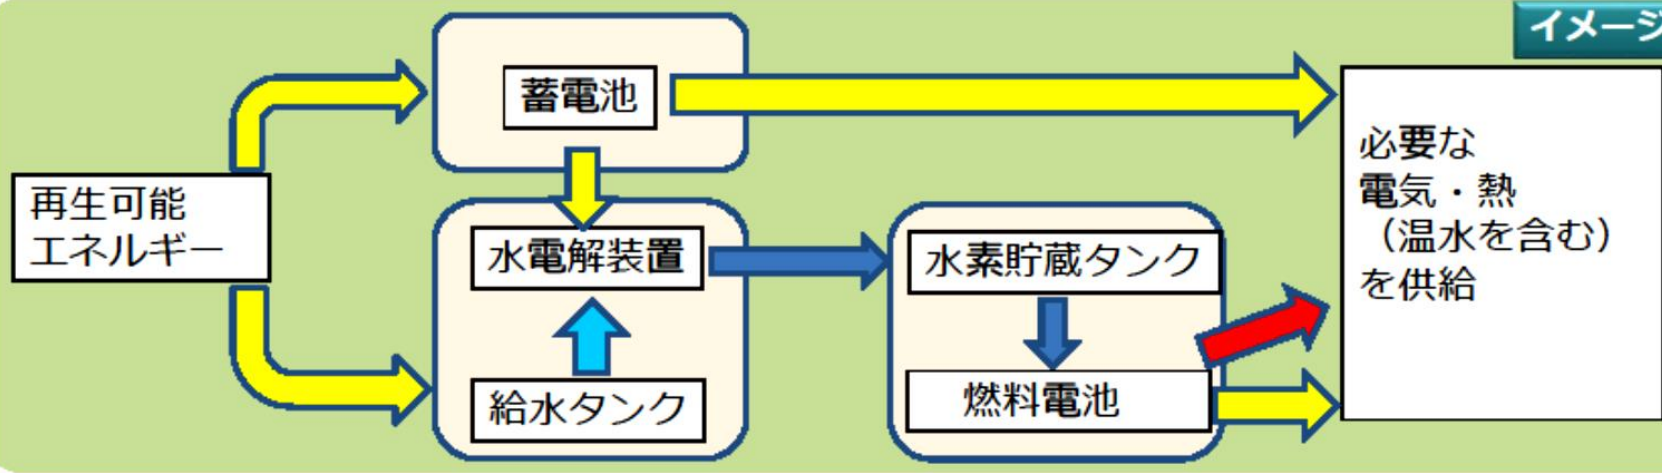 イメージ
蓄電池
再生可能
エネルギー
水電解装置
給水タンク
水素貯蔵タンク
燃料電池
必要な
電気・熱
（温水を含む）
を供給